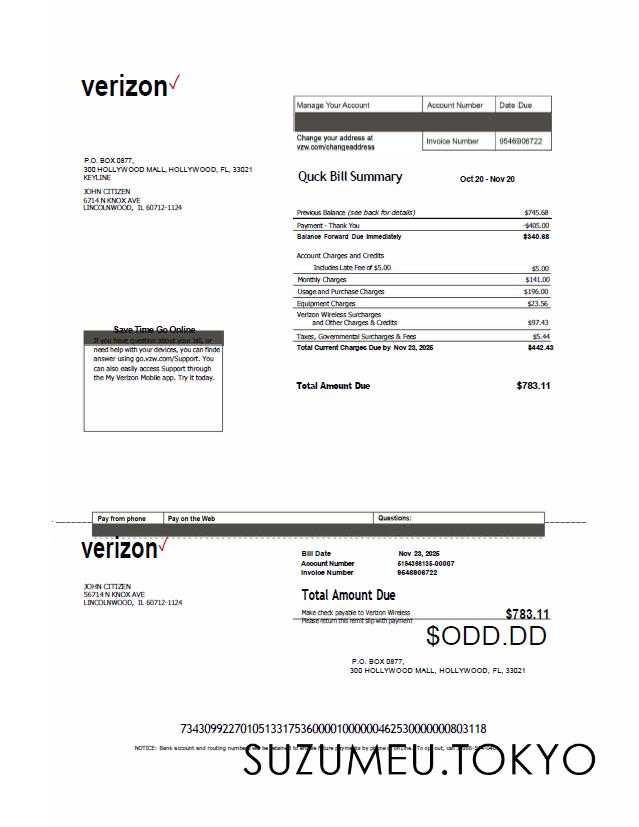 verizon
Manage Your Account Account Number Date Due
Change your address at
vzw.com/changeaddress
Invoice Number 9546906722
P.O. BOX 0877,
300 HOLLYWOOD MALL, HOLLYWOOD, FL, 33021
KEYLINE
JOHN CITIZEN
6714 N KNOX AVE
LINCOLNWOOD, IL 60712-1124
Quck Bill Summary Oct 20 - Nov 20
Previous Balance (see back for details) $745.68
Payment - Thank You -$405.00
Balance Forward Due Immediately $340.68
Account Charges and Credits
Includes Late Fee of $5.00 $5.00
Monthly Charges $141.00
Usage and Purchase Charges $196.00
Equipment Charges $23.56
Verizon Wireless Surcharges
and Other Charges & Credits $97.43
Taxes, Governmental Surcharges & Fees $5.44
Total Current Charges Due by Nov 23, 2025 $442.43
Total Amount Due $783.11
Save Time Go Online
If you have question about your bill, or
need help with your devices, you can finde
answer using go.vzw.com/Support. You
can also easily access Support through
the My Verizon Mobile app. Try it today.
Pay from phone Pay on the Web Questions:
verizon
Bill Date Nov 23, 2025
Account Number 5194366135-00007
Invoice Number 9546906722
JOHN CITIZEN
56714 N KNOX AVE
LINCOLNWOOD, IL 60712-1124
Total Amount Due
Make check payable to Verizon Wireless
Please return this remit slip with payment
$783.11
$ODD.DD
P.O. BOX 0877,
300 HOLLYWOOD MALL, HOLLYWOOD, FL, 33021
734309922701051331753600001000000462530000000803118
NOTICE: Bank account and routing numbers will be retained to enable future payments by phone or online. To opt out, call
SUZUMEU.TOKYO